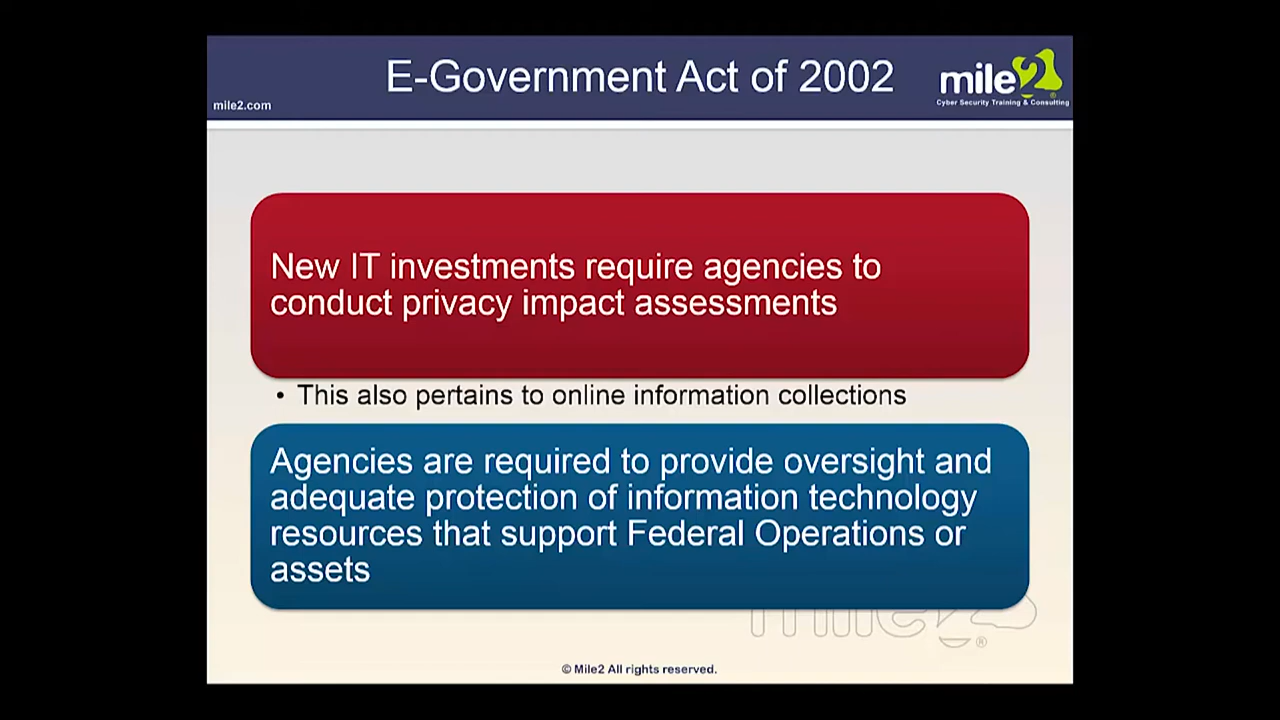 E-Government Act of 2002
mile2.com
mile2
®
Cyber Security Training & Consulting
New IT investments require agencies to
conduct privacy impact assessments
• This also pertains to online information collections
Agencies are required to provide oversight and
adequate protection of information technology
resources that support Federal Operations or
assets
mile2
®
© Mile2 All rights reserved.